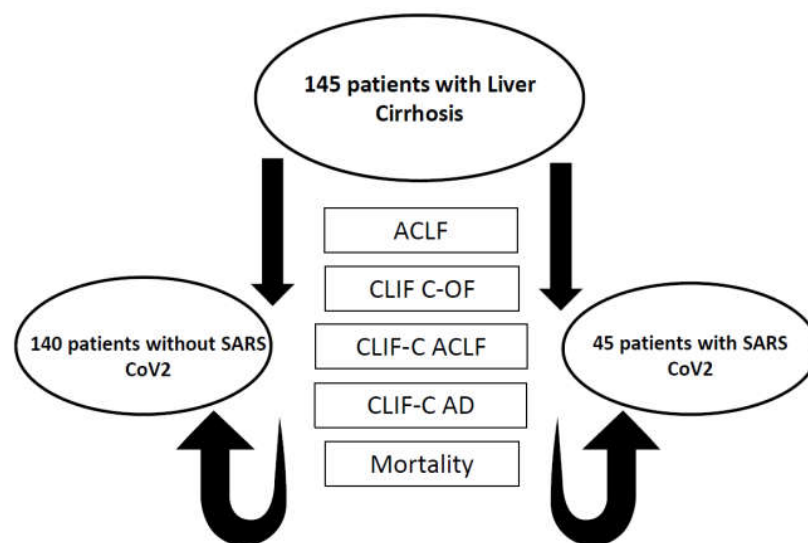 145 patients with Liver
Cirrhosis
ACLF
CLIF C-OF
140 patients without SARS
CoV2
CLIF-C ACLF
45 patients with SARS
CoV2
CLIF-C AD
Mortality